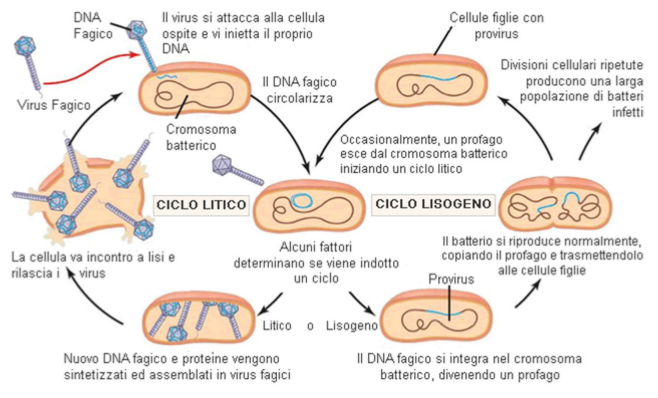 DNA
Fagico
Il virus si attacca alla cellula
ospite e vi inietta il proprio
DNA
Virus Fagico
Cromosoma
batterico
Il DNA fagico
circolarizza
Cellule figlie con
provirus
Divisioni cellulari ripetute
producono una larga
popolazione di batteri
infetti
Occasionalmente, un profago
esce dal cromosoma batterico
iniziando un ciclo litico
CICLO LITICO
CICLO LISOGENO
La cellula va incontro a lisi e
rilascia i virus
Alcuni fattori
determinano se viene indotto
un ciclo
Il batterio si riproduce normalmente,
copiando il profago e trasmettendolo
alle cellule figlie
Provirus
Litico o Lisogeno
Nuovo DNA fagico e proteine vengono
sintetizzati ed assemblati in virus fagici
Il DNA fagico si integra nel cromosoma
batterico, divenendo un profago